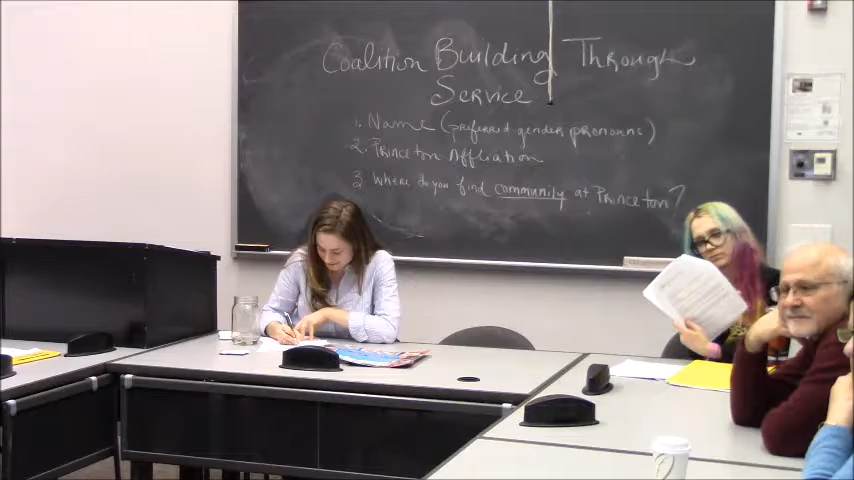 Coalition Building Through
Service
1. Name (preferred gender pronouns)
2. Princeton Affiliation
3 Where do you find community at Princeton?